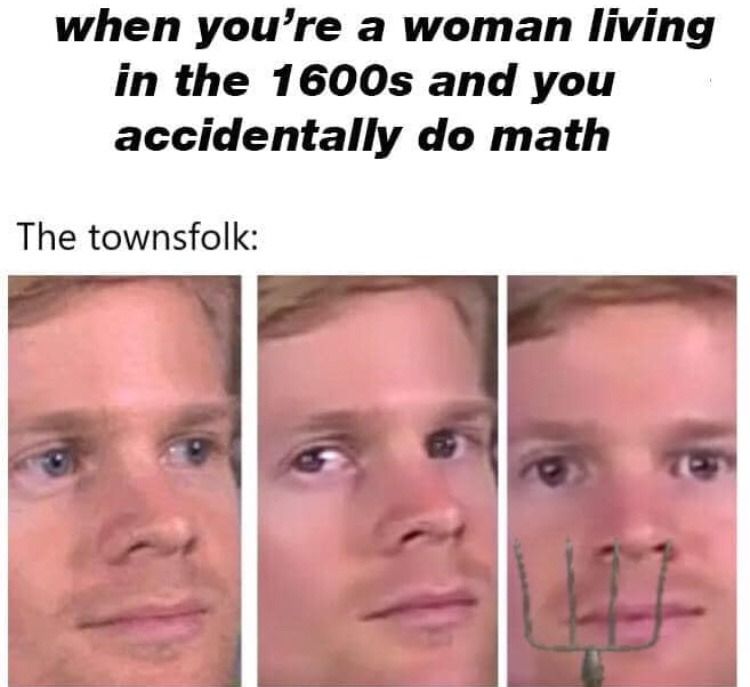 when you're a woman living
in the 1600s and you
accidentally do math
The townsfolk: